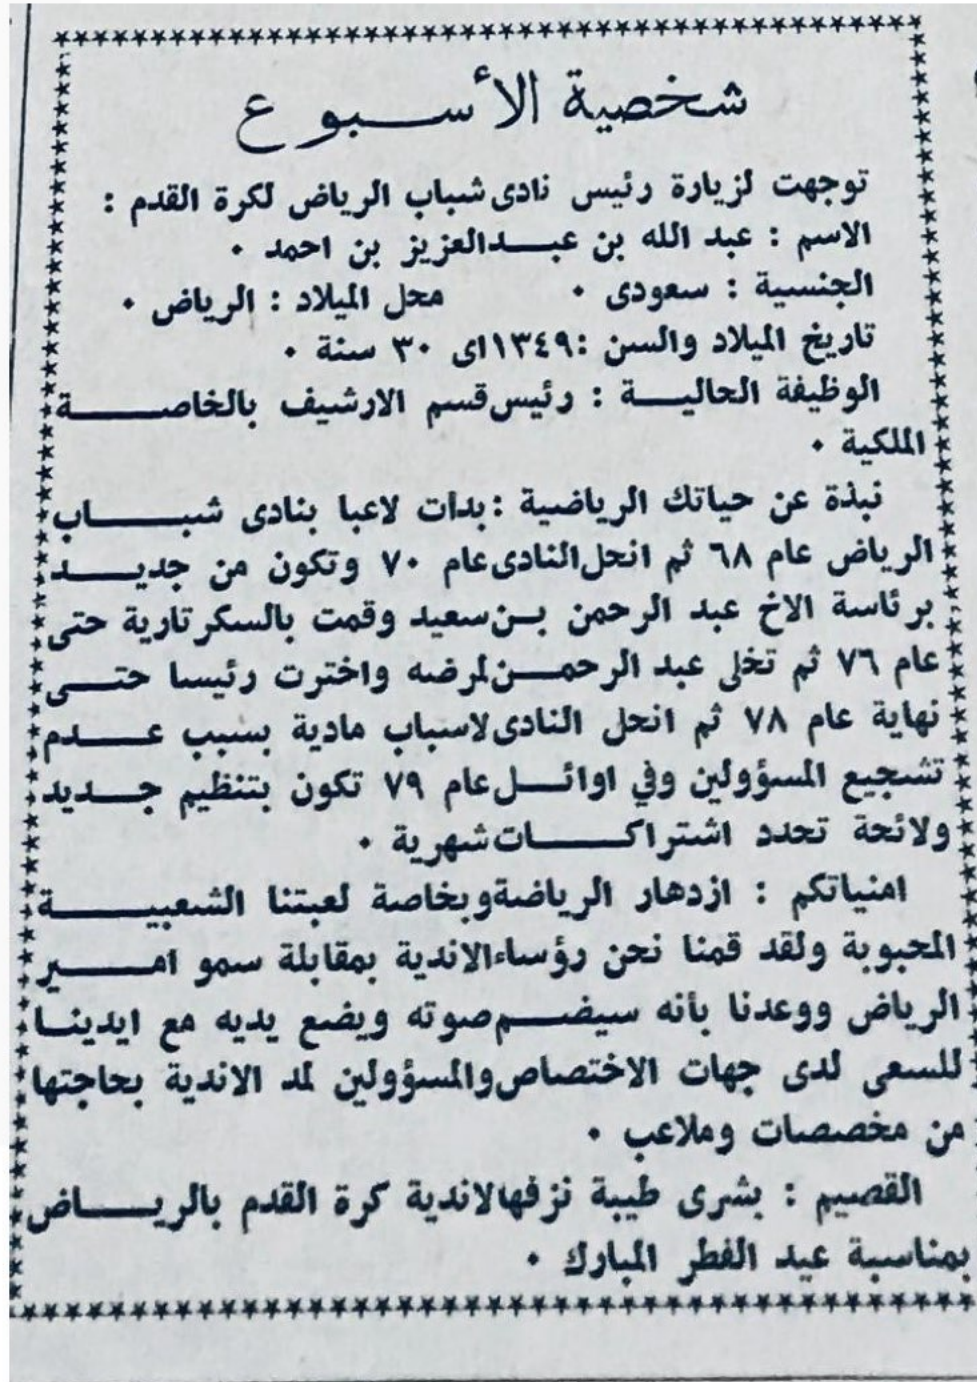 شخصية الأسبوع
توجهت لزيارة رئيس نادى شباب الرياض لكرة القدم :
الاسم : عبد الله بن عبدالعزيز بن احمد .
الجنسية : سعودى . محل الميلاد : الرياض .
تاريخ الميلاد والسن :١٣٤٩اى ٣٠ سنة .
الوظيفة الحالية : رئيس قسم الارشيف بالخاصة
الملكية .
نبذة عن حياتك الرياضية : بدات لاعبا بنادى شباب
الرياض عام ٦٨ ثم انحل النادى عام ٧٠ وتكون من جديد
برئاسة الاخ عبد الرحمن بن سعيد وقمت بالسكرتارية حتى
عام ٧٦ ثم تخلى عبد الرحمن لمرضه واخترت رئيسا حتى
نهاية عام ٧٨ ثم انحل النادى لاسباب مادية بسبب عدم
تشجيع المسؤولين وفي اوائل عام ٧٩ تكون بتنظيم جديد
ولائحة تحدد اشتراكات شهرية .
امنياتكم : ازدهار الرياضة وبخاصة لعبتنا الشعبية
المحبوبة ولقد قمنا نحن رؤساء الاندية بمقابلة سمو امير
الرياض ووعدنا بأنه سيضم صوته ويضع يديه مع ايدينا
للسعى لدى جهات الاختصاص والمسؤولين لمد الاندية بحاجتها
من مخصصات وملاعب .
القصيم : بشرى طيبة نزفها لاندية كرة القدم بالرياض
بمناسبة عيد الفطر المبارك .